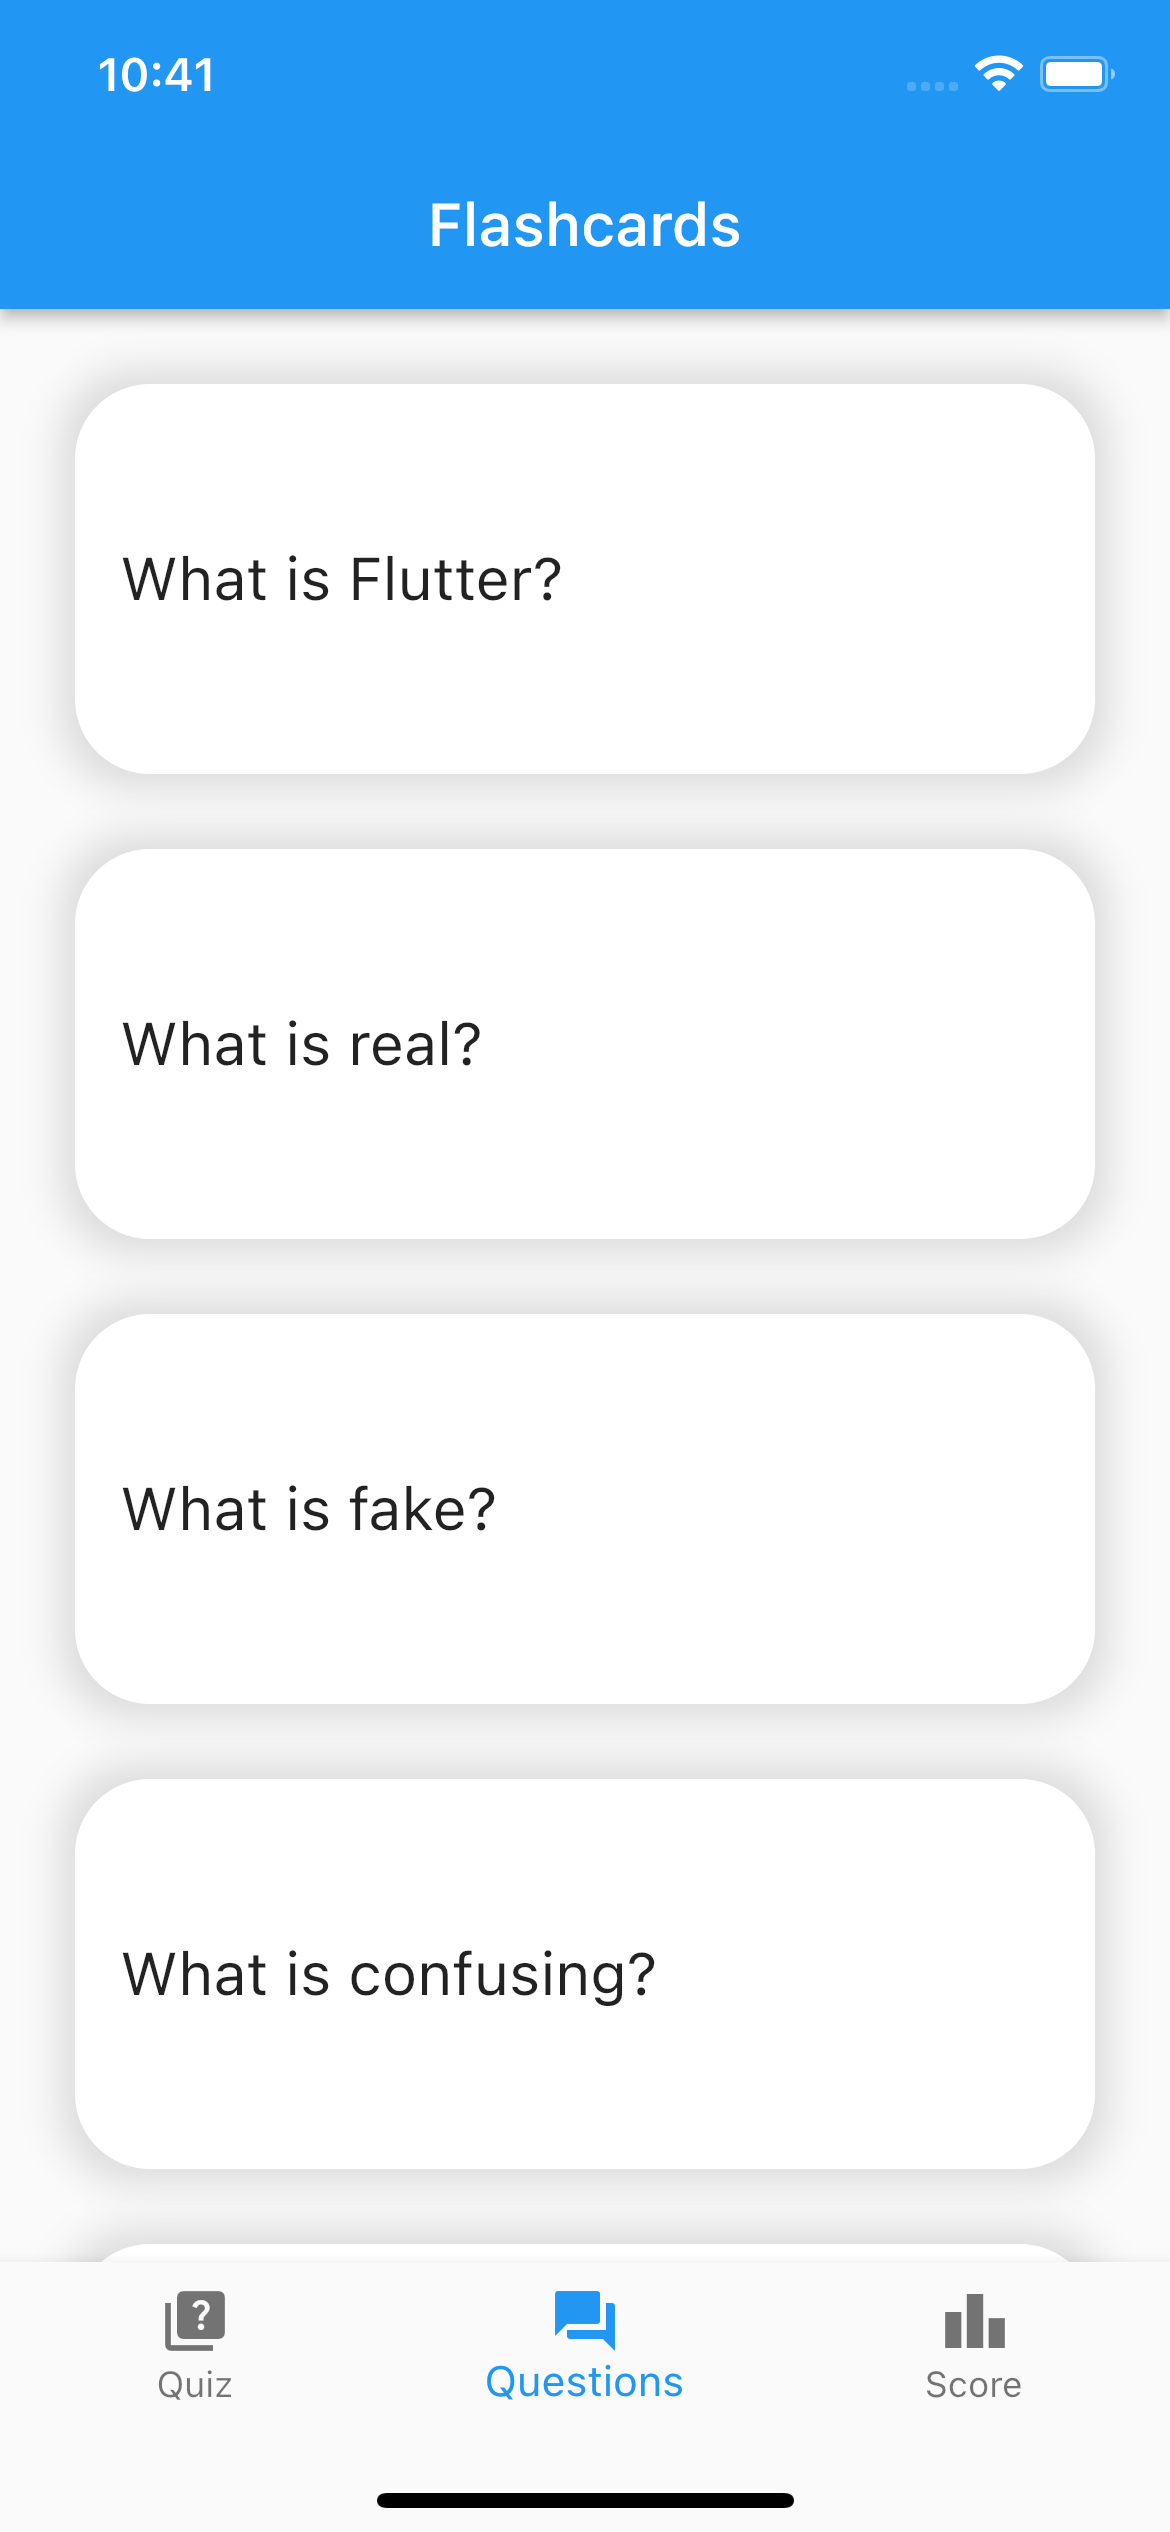 10:41
Flashcards
What is Flutter?
What is real?
What is fake?
What is confusing?
?
Quiz
Questions
Score